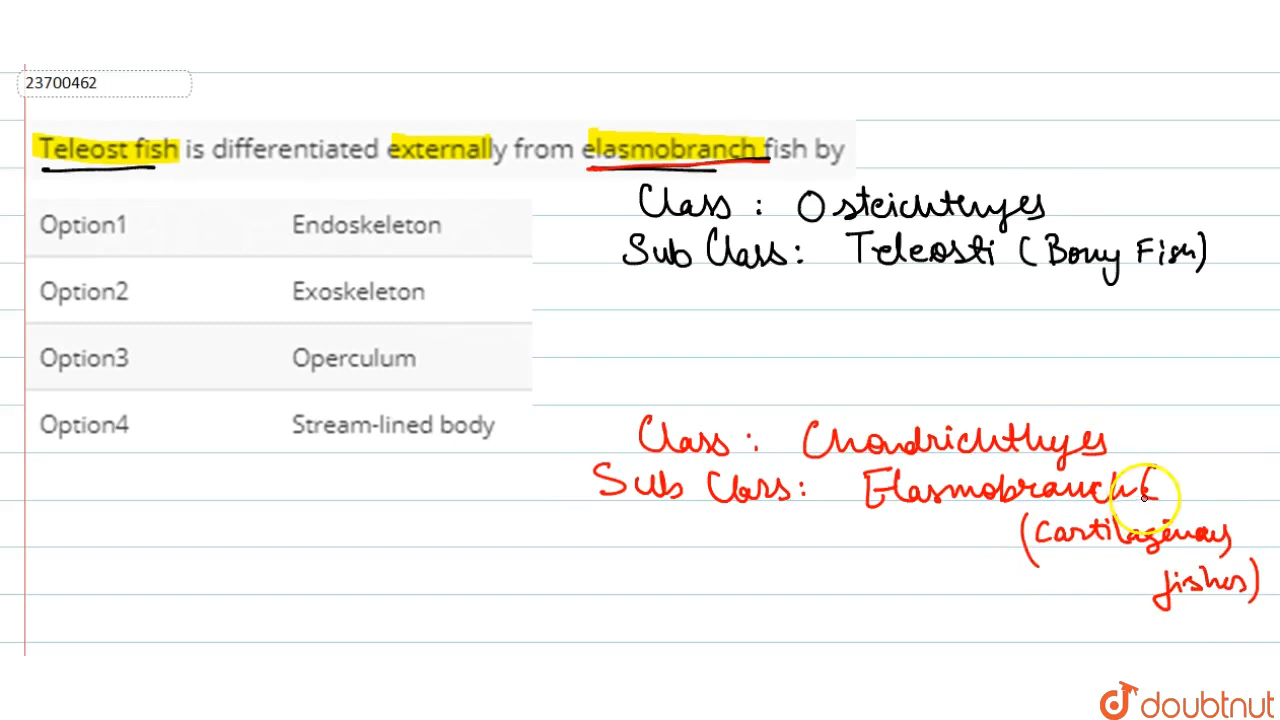 23700462
Teleost fish is differentiated externally from elasmobranch fish by
Class : Osteichthyes
Option1 Endoskeleton
Sub Class : Teleosti (Bony Fish)
Option2 Exoskeleton
Option3 Operculum
Option4 Stream-lined body
Class : Chondrichthyes
Sub Class : Elasmobranchi
(Cartilagenous
fishes)
doubtnut